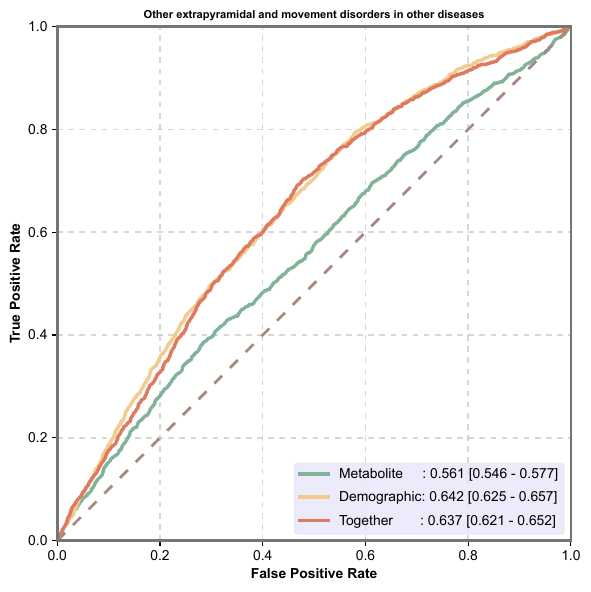 Other extrapyramidal and movement disorders in other diseases
True Positive Rate
1.0
0.8
0.6
0.4
0.2
0.0
Metabolite : 0.561 [0.546 - 0.577]
Demographic: 0.642 [0.625 - 0.657]
Together : 0.637 [0.621 - 0.652]
0.0 0.2 0.4 0.6 0.8 1.0
False Positive Rate